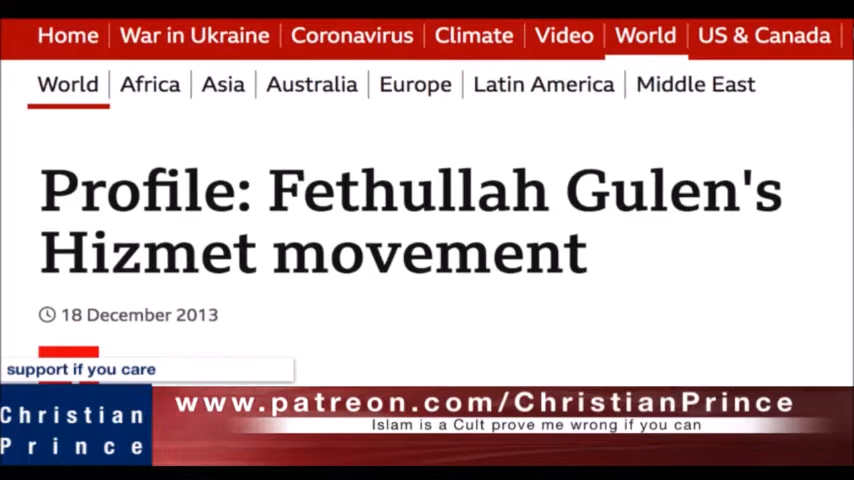 Home War in Ukraine Coronavirus Climate Video World US & Canada
World Africa Asia Australia Europe Latin America Middle East
Profile: Fethullah Gulen's
Hizmet movement
18 December 2013
support if you care
Christian
Prince
www.patreon.com/ChristianPrince
Islam is a Cult prove me wrong if you can